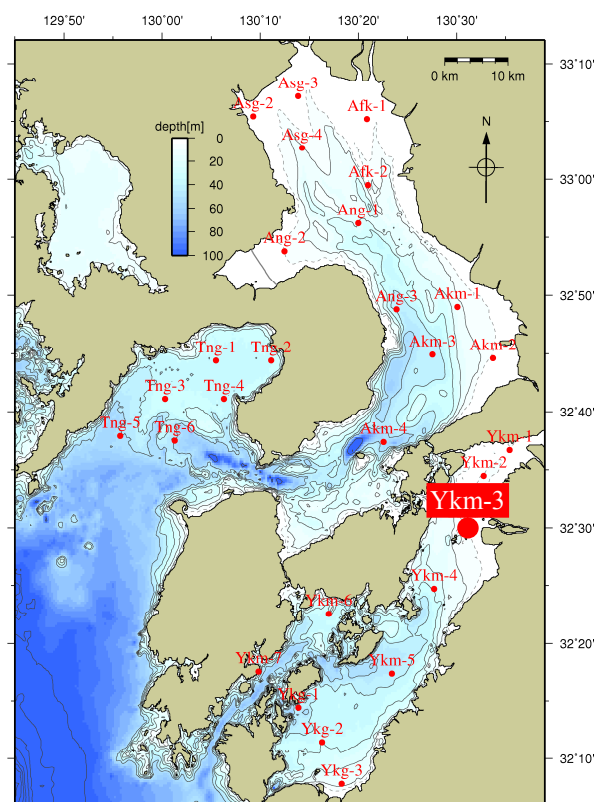 129˚50' 130˚00' 130˚10' 130˚20' 130˚30'
33˚10'
0 km 10 km
Asg-3
Asg-2
Afk-1
depth[m]
0
20
40
60
80
100
Asg-4
N
33˚00'
Afk-2
Ang-1
Ang-2
32˚50'
Ang-3
Akm-1
Akm-3
Akm-2
Tng-1
Tng-2
Tng-3
Tng-4
32˚40'
Tng-5
Tng-6
Akm-4
Ykm-1
Ykm-2
Ykm-3
32˚30'
Ykm-4
Ykm-6
32˚20'
Ykm-7
Ykm-5
Ykg-1
Ykg-2
32˚10'
Ykg-3